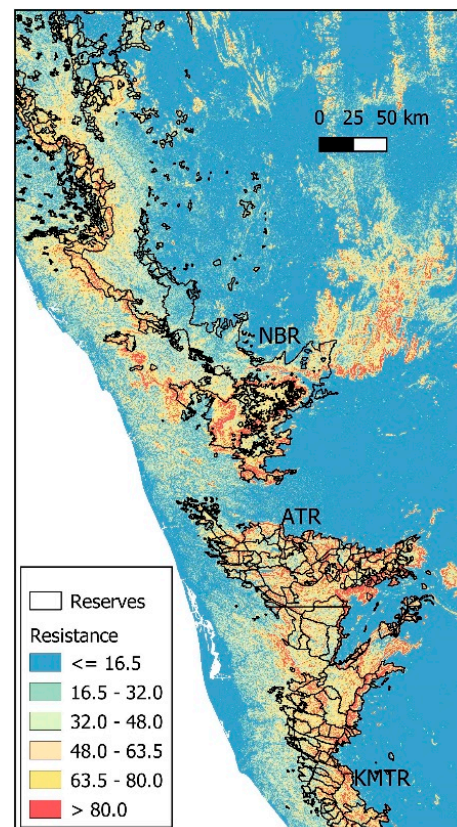 0 25 50 km
NBR
ATR
KMTR
Reserves
Resistance
<= 16.5
16.5 - 32.0
32.0 - 48.0
48.0 - 63.5
63.5 - 80.0
> 80.0